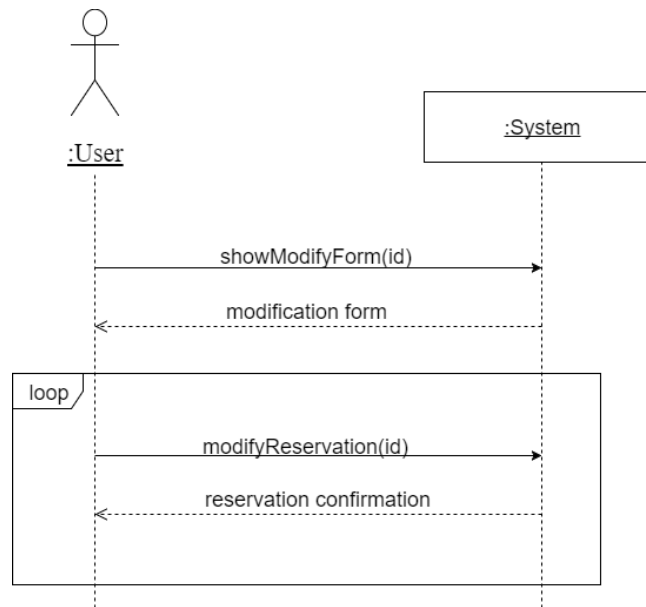 :User
:System
showModifyForm(id)
modification form
loop
modifyReservation(id)
reservation confirmation